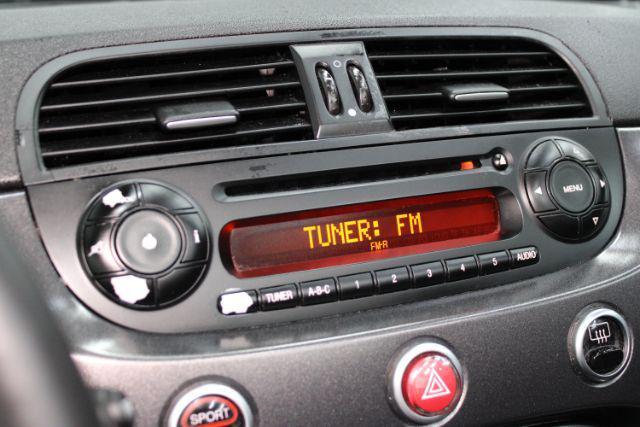 MENU
TUNER: FM
FM-A
TUNER A-B-C 1 2 3 4 5 AUDIO
SPORT